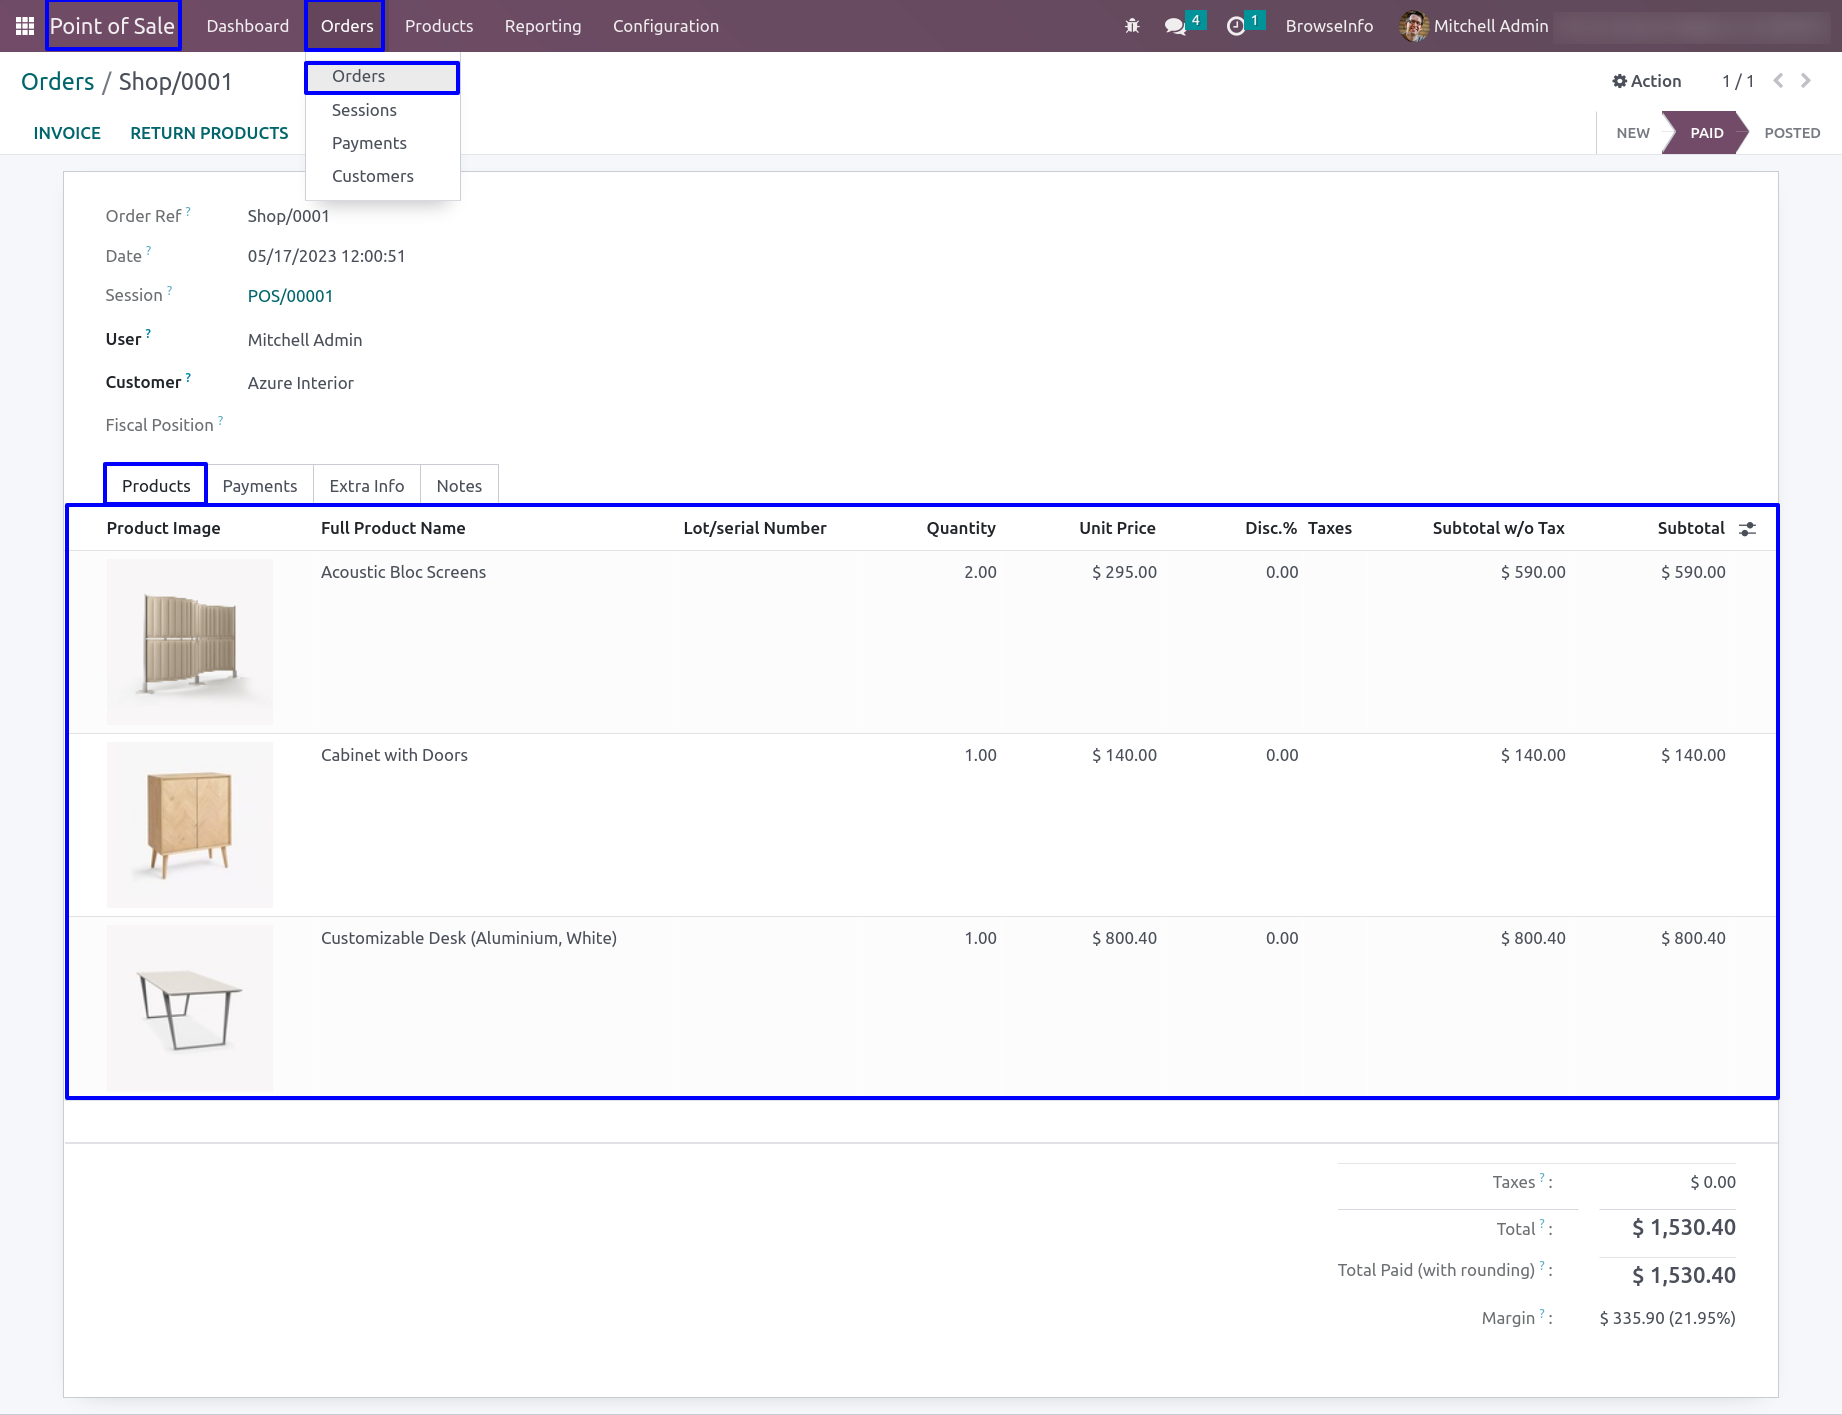 Point of Sale Dashboard Orders Products Reporting Configuration 4 1 BrowseInfo Mitchell Admin
Orders / Shop/0001 Action 1 / 1
Orders
Sessions
Payments
Customers
INVOICE RETURN PRODUCTS NEW PAID POSTED
Order Ref ? Shop/0001
Date ? 05/17/2023 12:00:51
Session ? POS/00001
User ? Mitchell Admin
Customer ? Azure Interior
Fiscal Position ?
Products Payments Extra Info Notes
Product Image Full Product Name Lot/serial Number Quantity Unit Price Disc.% Taxes Subtotal w/o Tax Subtotal
Acoustic Bloc Screens 2.00 $ 295.00 0.00 $ 590.00 $ 590.00
Cabinet with Doors 1.00 $ 140.00 0.00 $ 140.00 $ 140.00
Customizable Desk (Aluminium, White) 1.00 $ 800.40 0.00 $ 800.40 $ 800.40
Taxes ? : $ 0.00
Total ? : $ 1,530.40
Total Paid (with rounding) ? : $ 1,530.40
Margin ? : $ 335.90 (21.95%)